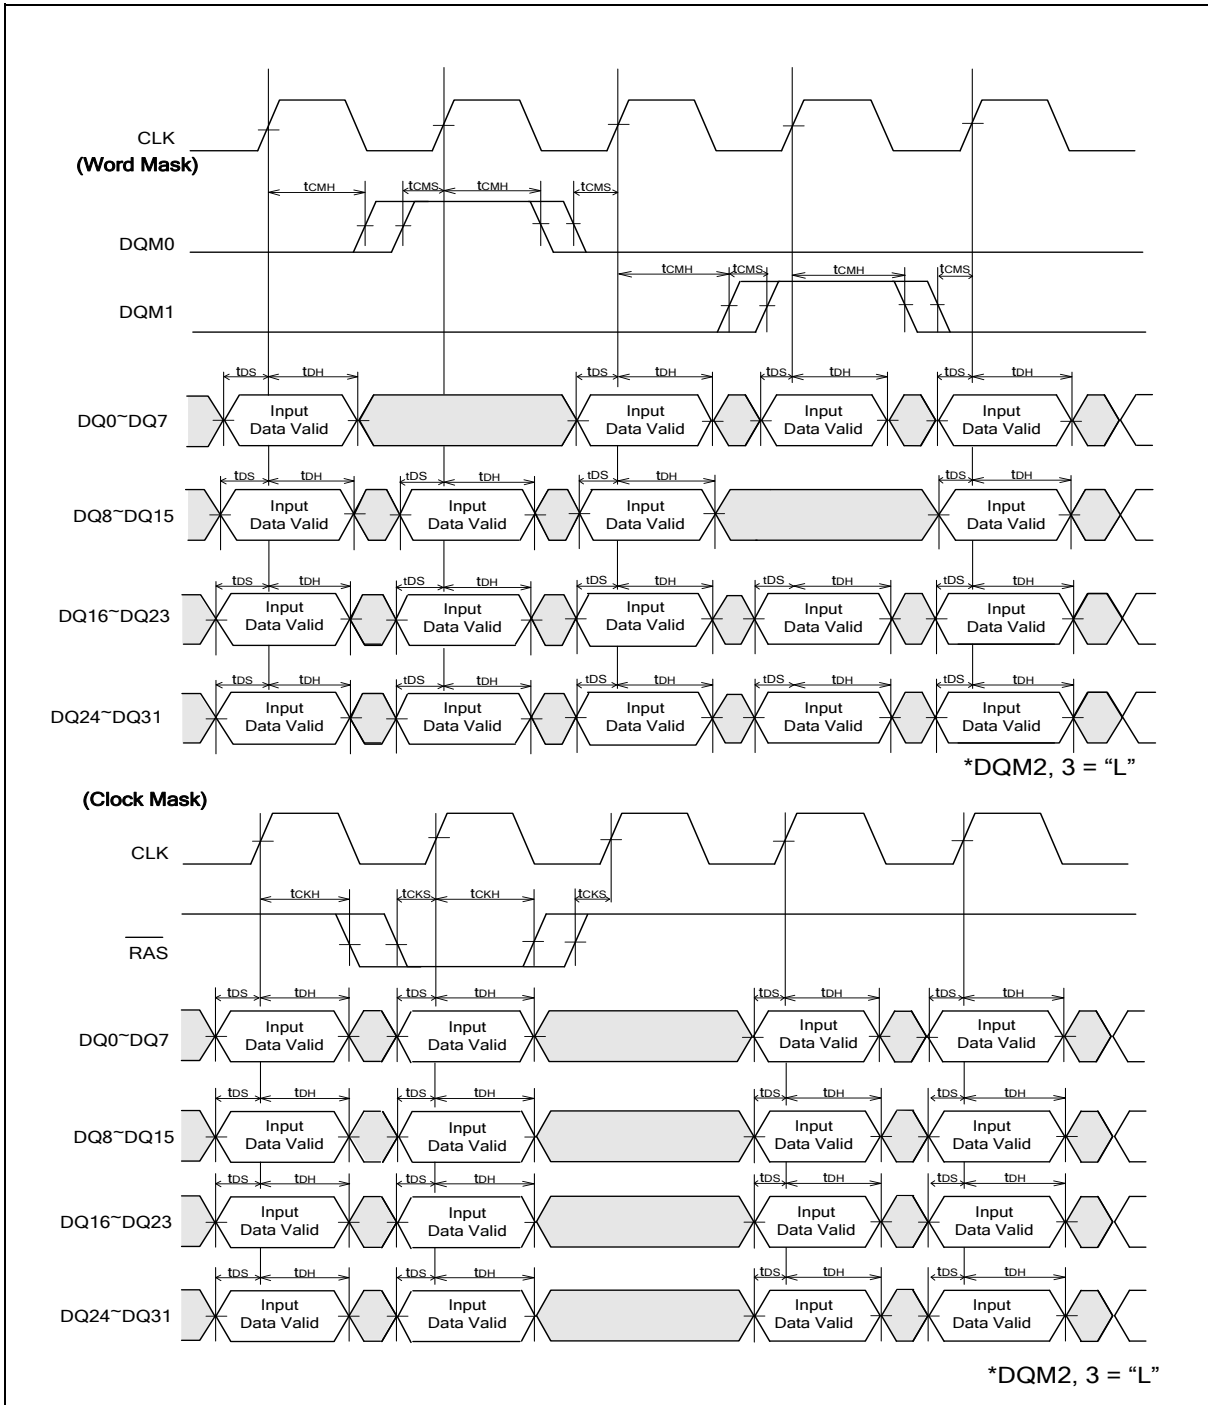 CLK
(Word Mask)
tCMH tCMS tCMH tCMS
DQM0
tCMH tCMS tCMH tCMS
DQM1
tDS tDH tDS tDH tDS tDH tDS tDH
DQ0~DQ7
Input Data Valid
Input Data Valid
Input Data Valid
Input Data Valid
tDS tDH tDS tDH tDS tDH tDS tDH
DQ8~DQ15
Input Data Valid
Input Data Valid
Input Data Valid
Input Data Valid
tDS tDH tDS tDH tDS tDH tDS tDH tDS tDH
DQ16~DQ23
Input Data Valid
Input Data Valid
Input Data Valid
Input Data Valid
Input Data Valid
tDS tDH tDS tDH tDS tDH tDS tDH tDS tDH
DQ24~DQ31
Input Data Valid
Input Data Valid
Input Data Valid
Input Data Valid
Input Data Valid
*DQM2, 3 = “L”
(Clock Mask)
CLK
tCKH tCKS tCKH tCKS
RAS
tDS tDH tDS tDH tDS tDH tDS tDH
DQ0~DQ7
Input Data Valid
Input Data Valid
Input Data Valid
Input Data Valid
tDS tDH tDS tDH tDS tDH tDS tDH
DQ8~DQ15
Input Data Valid
Input Data Valid
Input Data Valid
Input Data Valid
tDS tDH tDS tDH tDS tDH tDS tDH
DQ16~DQ23
Input Data Valid
Input Data Valid
Input Data Valid
Input Data Valid
tDS tDH tDS tDH tDS tDH tDS tDH
DQ24~DQ31
Input Data Valid
Input Data Valid
Input Data Valid
Input Data Valid
*DQM2, 3 = “L”